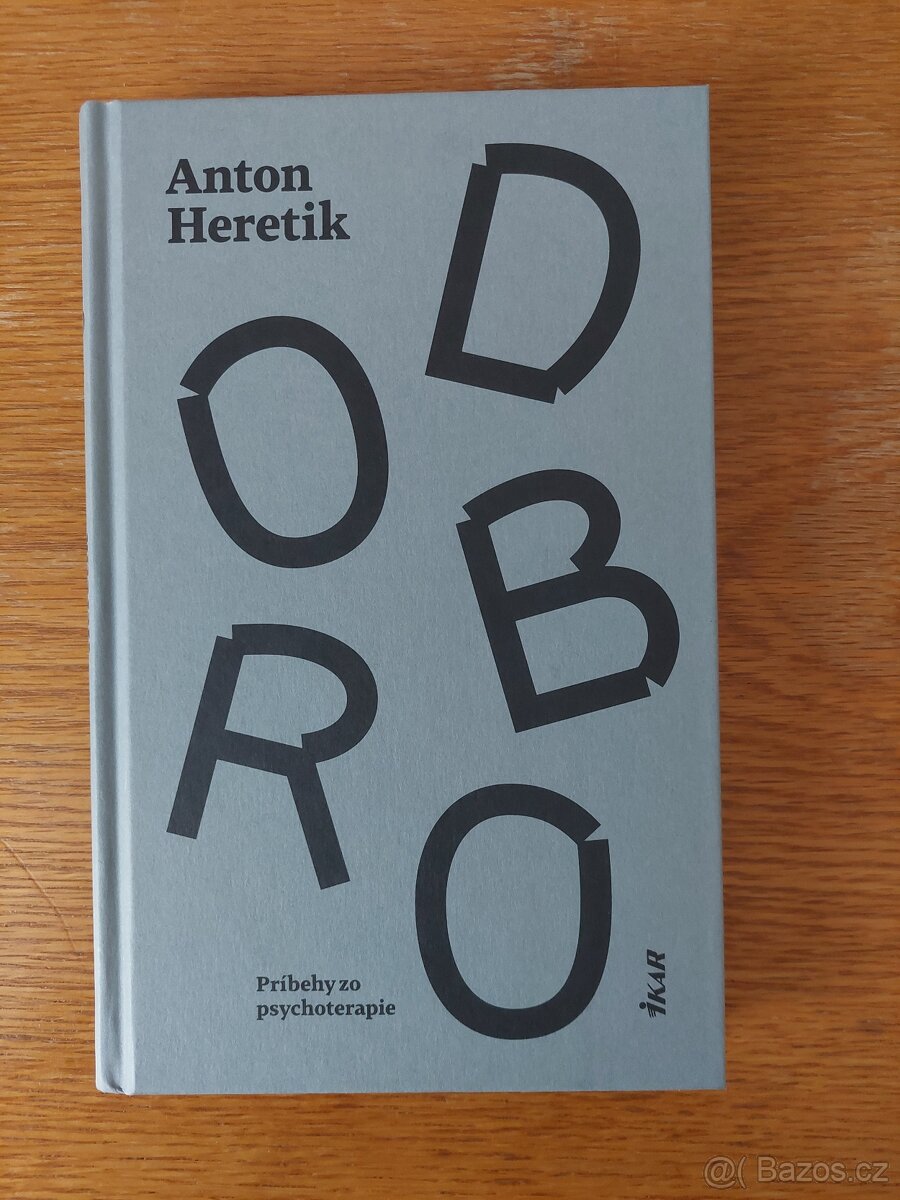 Anton
Heretik
D
O
B
R
O
Príbehy zo
psychoterapie
iKAR
@( Bazos.cz